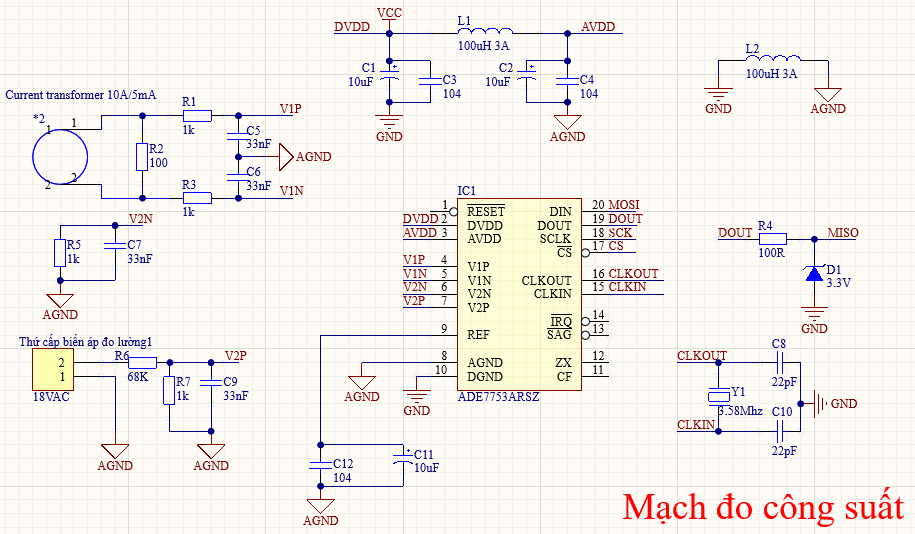 VCC
DVDD
L1
100uH 3A
AVDD
C1
10uF
C3
104
C2
10uF
C4
104
GND
AGND
L2
100uH 3A
GND
AGND
Current transformer 10A/5mA
*2
1
1
2
2
R2
100
R1
1k
R3
1k
V1P
C5
33nF
C6
33nF
AGND
V1N
V2N
R5
1k
C7
33nF
AGND
Thứ cấp biến áp đo lường1
2
1
18VAC
R6
68K
V2P
R7
1k
C9
33nF
AGND
AGND
IC1
1 RESET
DVDD 2 DVDD
AVDD 3 AVDD
V1P 4 V1P
V1N 5 V1N
V2N 6 V2N
V2P 7 V2P
9 REF
8 AGND
10 DGND
DIN 20 MOSI
DOUT 19 DOUT
SCLK 18 SCK
CS 17 CS
CLKOUT 16 CLKOUT
CLKIN 15 CLKIN
IRQ 14
SAG 13
ZX 12
CF 11
ADE7753ARSZ
AGND
GND
C12
104
C11
10uF
AGND
DOUT
R4
100R
MISO
D1
3.3V
GND
CLKOUT
C8
22pF
Y1
3.58Mhz
GND
CLKIN
C10
22pF
Mạch đo công suất